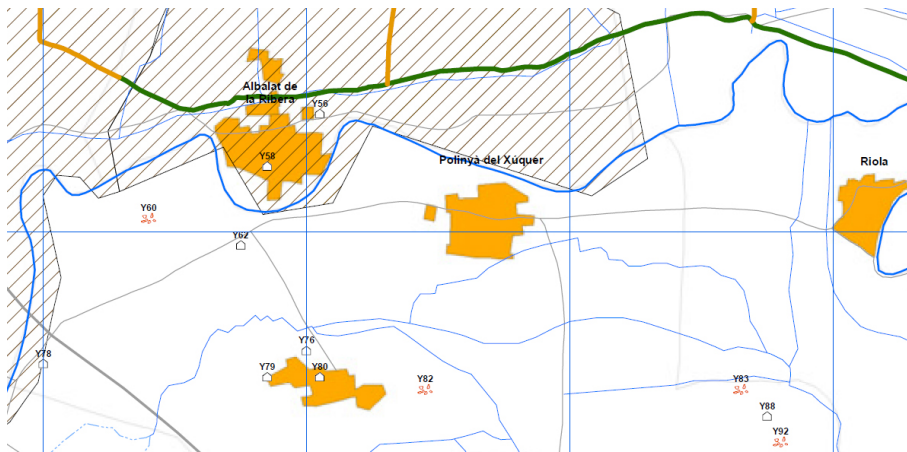 Albalat de
la Ribera
Y56
Y58
Polinyà del Xúquer
Riola
Y60
Y62
Y76
Y78
Y79
Y80
Y82
Y83
Y88
Y92